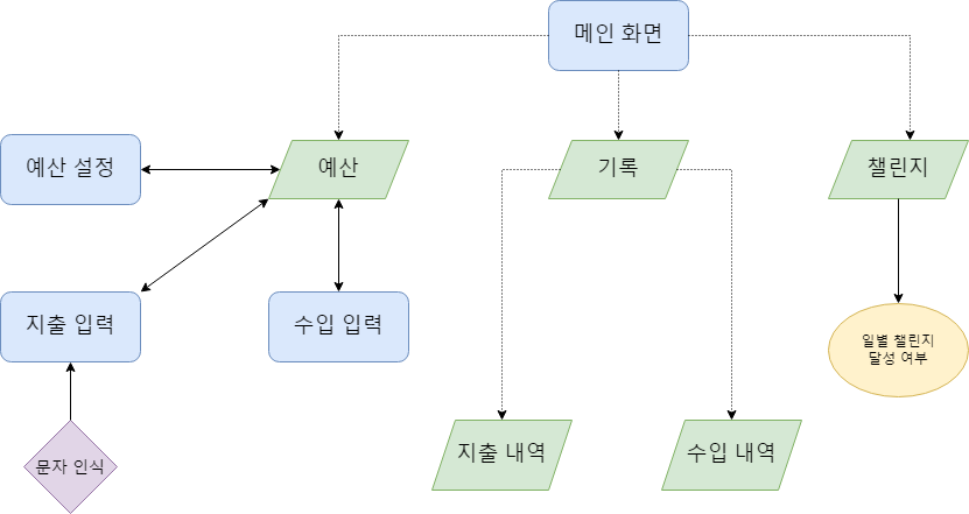 메인 화면
예산 설정
예산
기록
챌린지
지출 입력
수입 입력
일별 챌린지
달성 여부
지출 내역
수입 내역
문자 인식